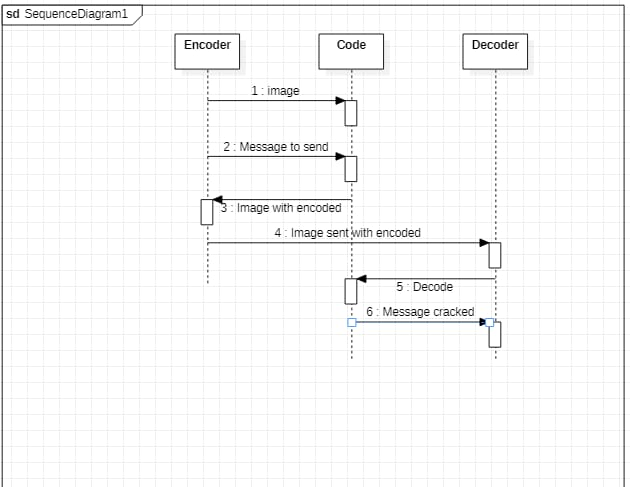 sd SequenceDiagram1
Encoder
Code
Decoder
1 : image
2 : Message to send
3 : Image with encoded
4 : Image sent with encoded
5 : Decode
6 : Message cracked